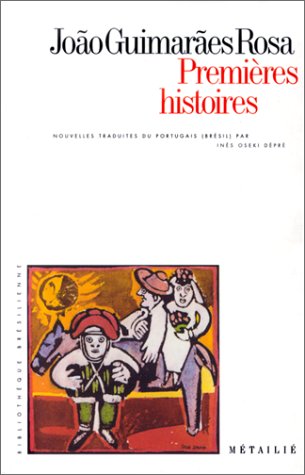 João Guimarães Rosa
Premières
histoires
NOUVELLES TRADUITES DU PORTUGAIS (BRÉSIL) PAR
INÊS OSEKI DÉPRÉ
BIBLIOTHÈQUE BRÉSILIENNE
MÉTAILIÉ